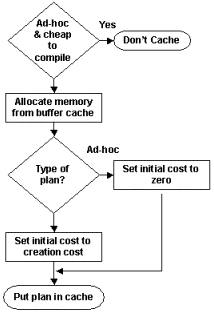 Ad-hoc
& cheap
to
compile
Yes
Don't Cache
Allocate memory
from buffer cache
Type of
plan?
Ad-hoc
Set initial cost to
zero
Set initial cost to
creation cost
Put plan in cache